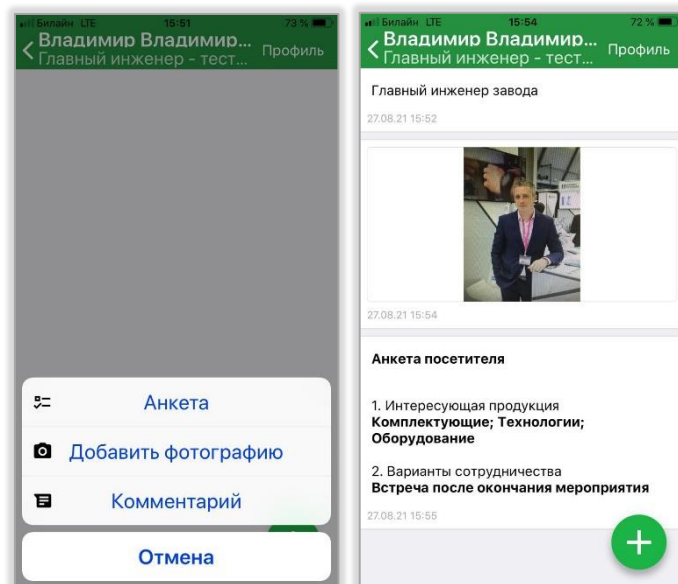 Билайн LTE 15:51 73 %
Владимир Владимир...
Главный инженер - тест...
Профиль
Анкета
Добавить фотографию
Комментарий
Отмена
Билайн LTE 15:54 72 %
Владимир Владимир...
Главный инженер - тест...
Профиль
Главный инженер завода
27.08.21 15:52
27.08.21 15:54
Анкета посетителя
1. Интересующая продукция
Комплектующие; Технологии;
Оборудование
2. Варианты сотрудничества
Встреча после окончания мероприятия
27.08.21 15:55